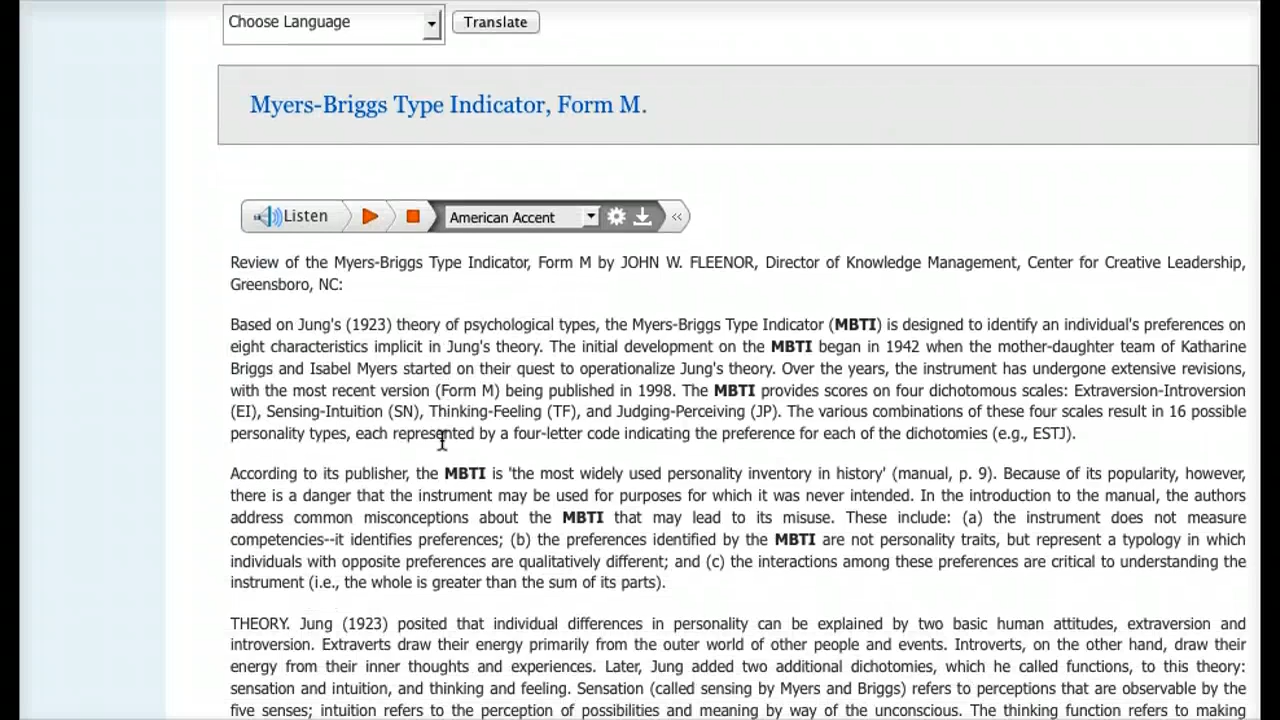 Choose Language
Translate
Myers-Briggs Type Indicator, Form M.
Listen
American Accent
Review of the Myers-Briggs Type Indicator, Form M by JOHN W. FLEENOR, Director of Knowledge Management, Center for Creative Leadership,
Greensboro, NC:
Based on Jung's (1923) theory of psychological types, the Myers-Briggs Type Indicator (MBTI) is designed to identify an individual's preferences on
eight characteristics implicit in Jung's theory. The initial development on the MBTI began in 1942 when the mother-daughter team of Katharine
Briggs and Isabel Myers started on their quest to operationalize Jung's theory. Over the years, the instrument has undergone extensive revisions,
with the most recent version (Form M) being published in 1998. The MBTI provides scores on four dichotomous scales: Extraversion-Introversion
(EI), Sensing-Intuition (SN), Thinking-Feeling (TF), and Judging-Perceiving (JP). The various combinations of these four scales result in 16 possible
personality types, each represented by a four-letter code indicating the preference for each of the dichotomies (e.g., ESTJ).
According to its publisher, the MBTI is 'the most widely used personality inventory in history' (manual, p. 9). Because of its popularity, however,
there is a danger that the instrument may be used for purposes for which it was never intended. In the introduction to the manual, the authors
address common misconceptions about the MBTI that may lead to its misuse. These include: (a) the instrument does not measure
competencies--it identifies preferences; (b) the preferences identified by the MBTI are not personality traits, but represent a typology in which
individuals with opposite preferences are qualitatively different; and (c) the interactions among these preferences are critical to understanding the
instrument (i.e., the whole is greater than the sum of its parts).
THEORY. Jung (1923) posited that individual differences in personality can be explained by two basic human attitudes, extraversion and
introversion. Extraverts draw their energy primarily from the outer world of other people and events. Introverts, on the other hand, draw their
energy from their inner thoughts and experiences. Later, Jung added two additional dichotomies, which he called functions, to this theory:
sensation and intuition, and thinking and feeling. Sensation (called sensing by Myers and Briggs) refers to perceptions that are observable by the
five senses; intuition refers to the perception of possibilities and meaning by way of the unconscious. The thinking function refers to making